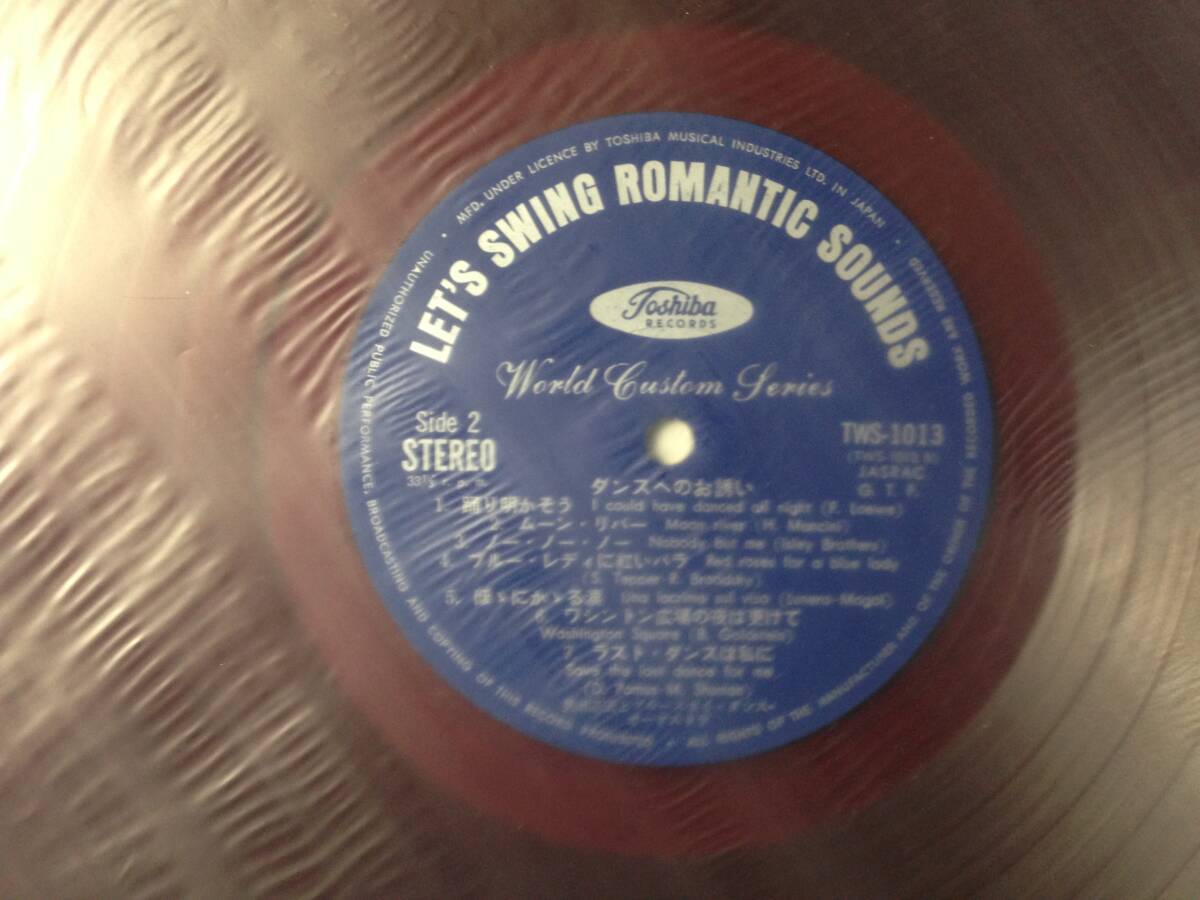 MFD. UNDER LICENCE BY TOSHIBA MUSICAL INDUSTRIES LTD. IN JAPAN
LET'S SWING ROMANTIC SOUNDS
Toshiba
RECORDS
World Custom Series
Side 2
STEREO
33⅓ r. p. m.
TWS-1013
JASRAC
G. T. F.
ダンスへのお誘い
1. 踊り明かそう I could have danced all night (F. Loewe)
2. ムーン・リバー Moon river (H. Mancini)
3. ノー・ノー・ノー Nobody but me (Isley Brothers)
4. ブルー・レディに紅いバラ Red roses for a blue lady
(S. Tepper R. Brodsky)
5. 頬にかゝる涙 Una lacrima sul viso
6. ワシントン広場の夜は更けて
Washington Square (B. Goldstein)
7. ラスト・ダンスは私に
Save the last dance for me
UNAUTHORIZED PUBLIC PERFORMANCE, BROADCASTING AND COPYING OF THIS RECORD PROHIBITED
ALL RIGHTS OF THE MANUFACTURER AND OF THE OWNER OF THE RECORDED WORK ARE RESERVED